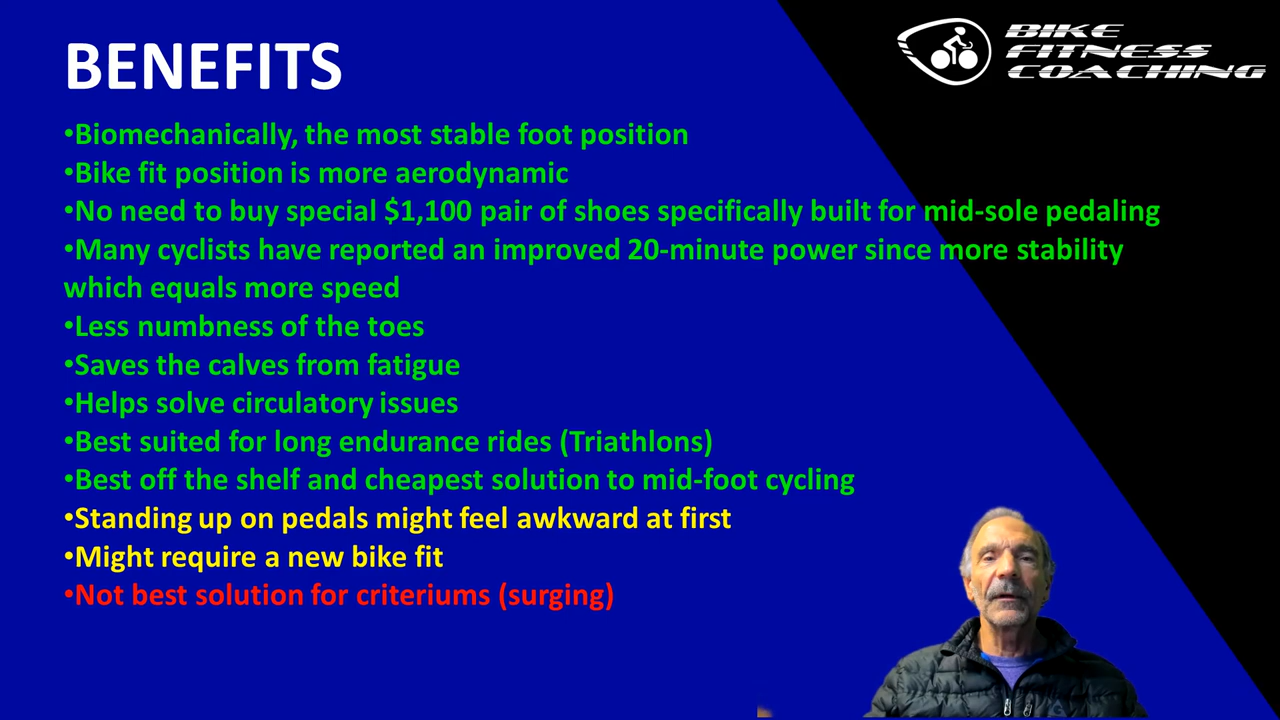 BENEFITS
BIKE
FITNESS
COACHING
•Biomechanically, the most stable foot position
•Bike fit position is more aerodynamic
•No need to buy special $1,100 pair of shoes specifically built for mid-sole pedaling
•Many cyclists have reported an improved 20-minute power since more stability
which equals more speed
•Less numbness of the toes
•Saves the calves from fatigue
•Helps solve circulatory issues
•Best suited for long endurance rides (Triathlons)
•Best off the shelf and cheapest solution to mid-foot cycling
•Standing up on pedals might feel awkward at first
•Might require a new bike fit
•Not best solution for criteriums (surging)